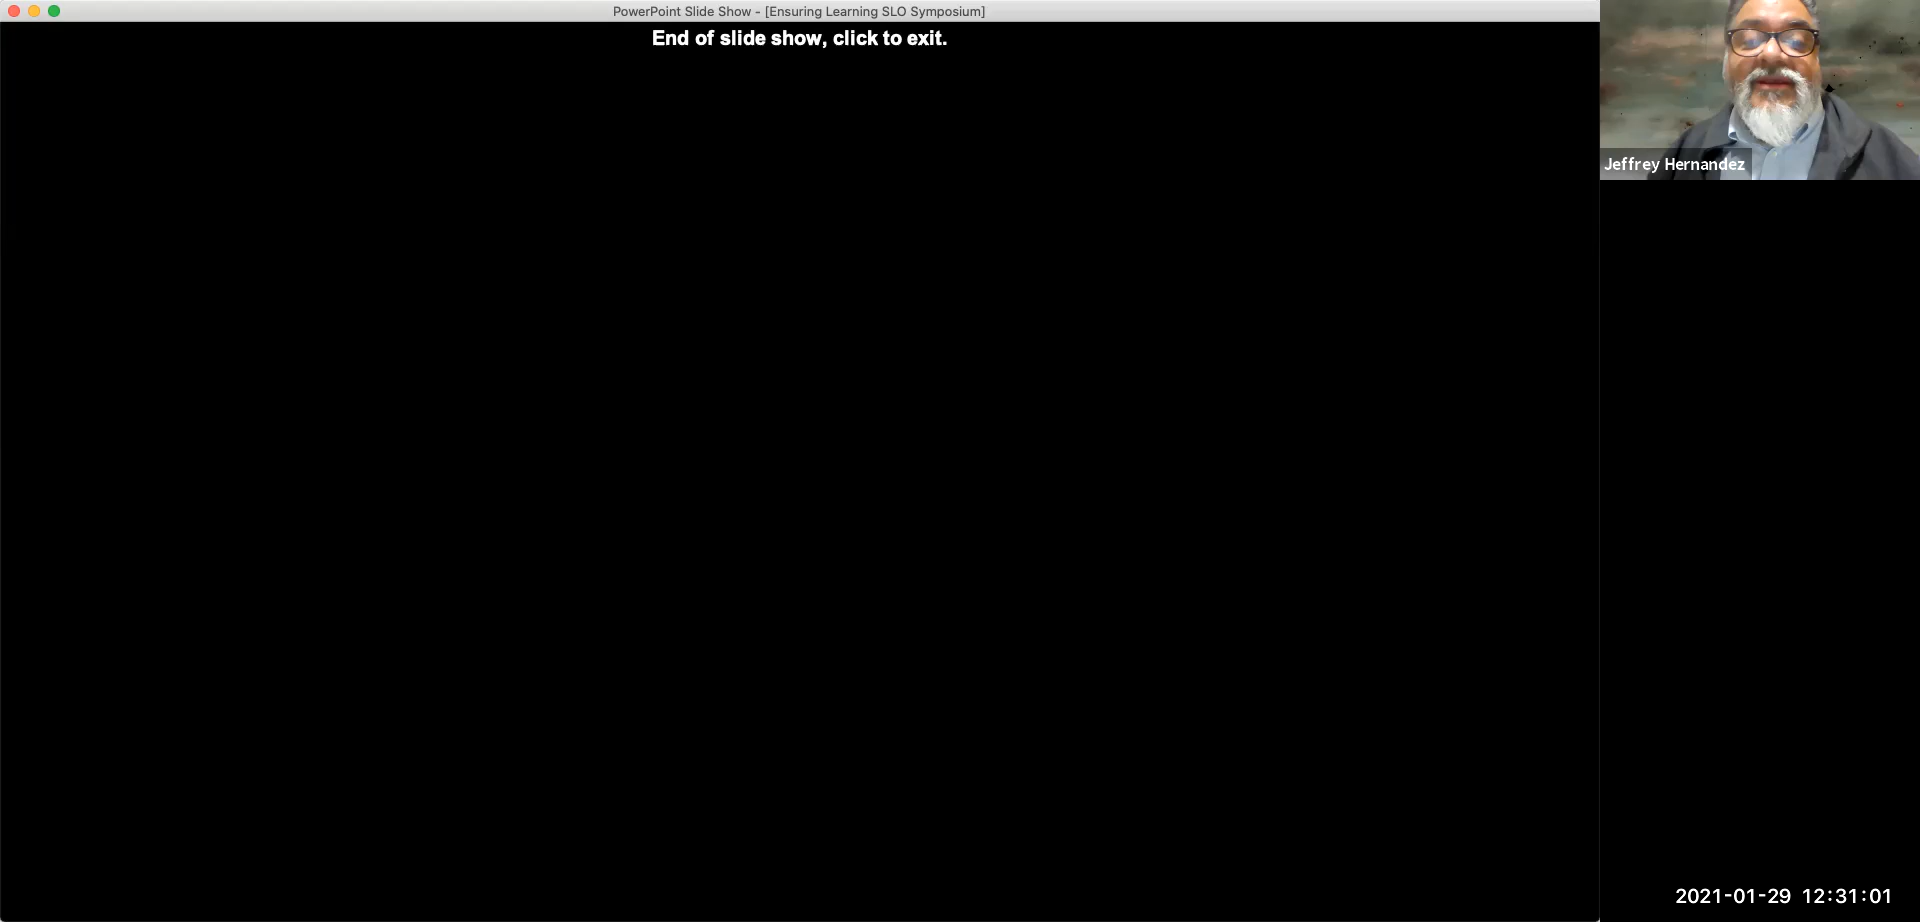 PowerPoint Slide Show - [Ensuring Learning SLO Symposium]
End of slide show, click to exit.
Jeffrey Hernandez
2021-01-29 12:31:01